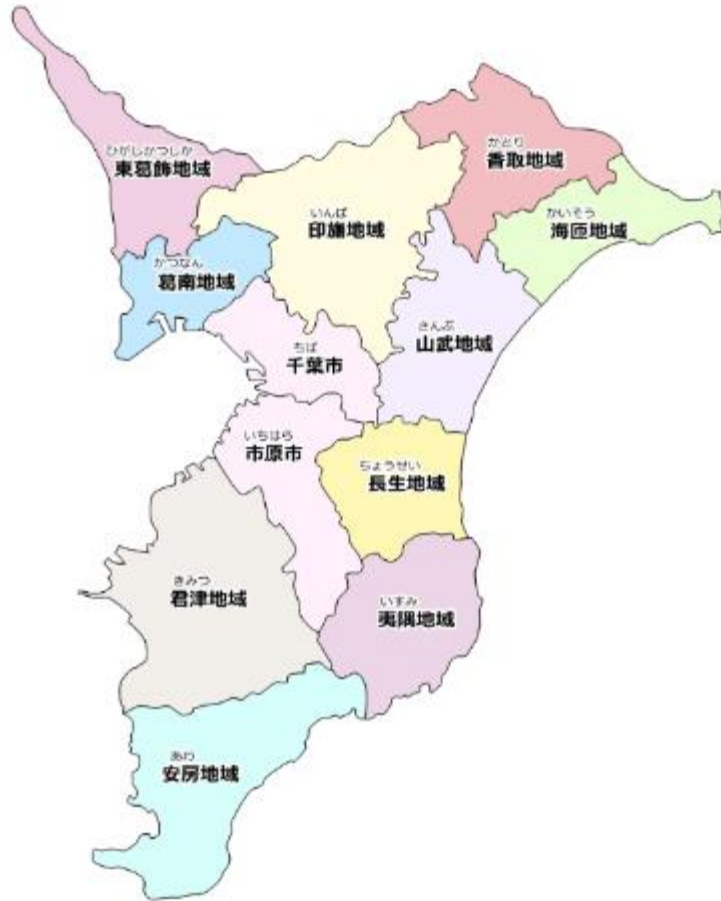 ひがしかつしか
東葛飾地域
かとり
香取地域
いんば
印旛地域
かいそう
海匝地域
かつなん
葛南地域
さんぶ
山武地域
ちば
千葉市
いちはら
市原市
ちょうせい
長生地域
きみつ
君津地域
いすみ
夷隅地域
あわ
安房地域